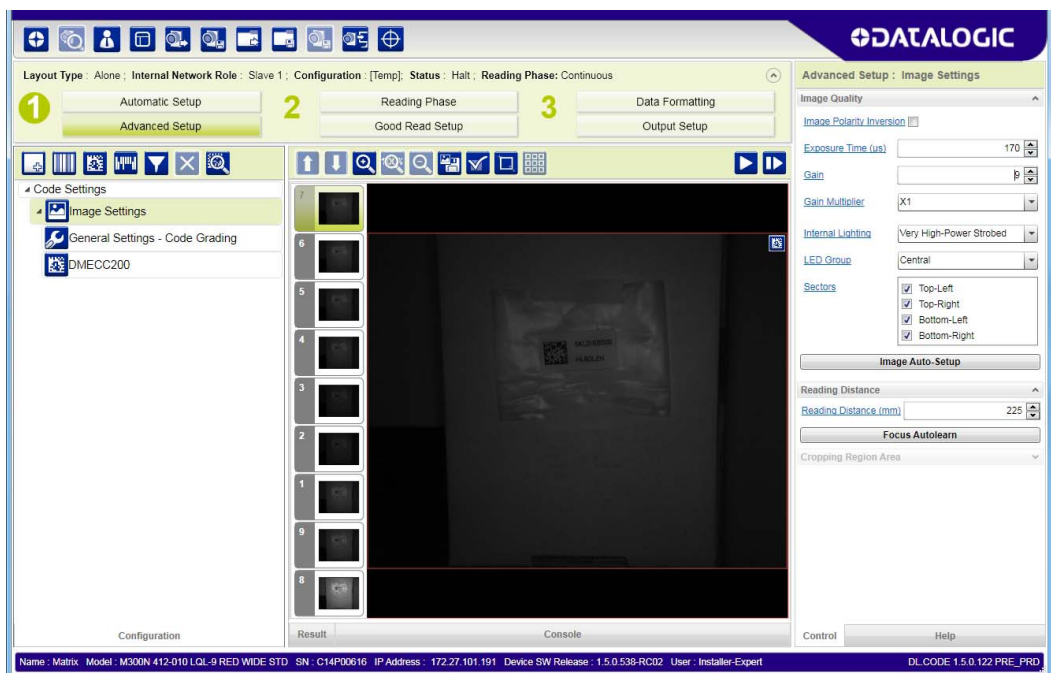 DATALOGIC
Layout Type : Alone ; Internal Network Role : Slave 1 ; Configuration : [Temp]; Status : Halt ; Reading Phase: Continuous
1
Automatic Setup
Advanced Setup
2
Reading Phase
Good Read Setup
3
Data Formatting
Output Setup
Code Settings
Image Settings
General Settings - Code Grading
DMECC200
Configuration
100%
7
6
5
4
3
2
1
9
8
Result
Console
Advanced Setup : Image Settings
Image Quality
Image Polarity Inversion
Exposure Time (us) 170
Gain 9
Gain Multiplier X1
Internal Lighting Very High-Power Strobed
LED Group Central
Sectors Top-Left
Top-Right
Bottom-Left
Bottom-Right
Image Auto-Setup
Reading Distance
Reading Distance (mm) 225
Focus Autolearn
Cropping Region Area
Control
Help
Name : Matrix Model : M300N 412-010 LQL-9 RED WIDE STD SN : C14P00616 IP Address : 172.27.101.191 Device SW Release : 1.5.0.538-RC02 User : Installer-Expert DL.CODE 1.5.0.122 PRE_PRD